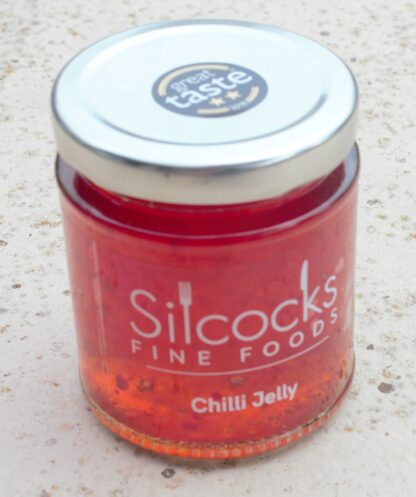 great
taste
Silcocks
FINE FOODS
Chilli Jelly